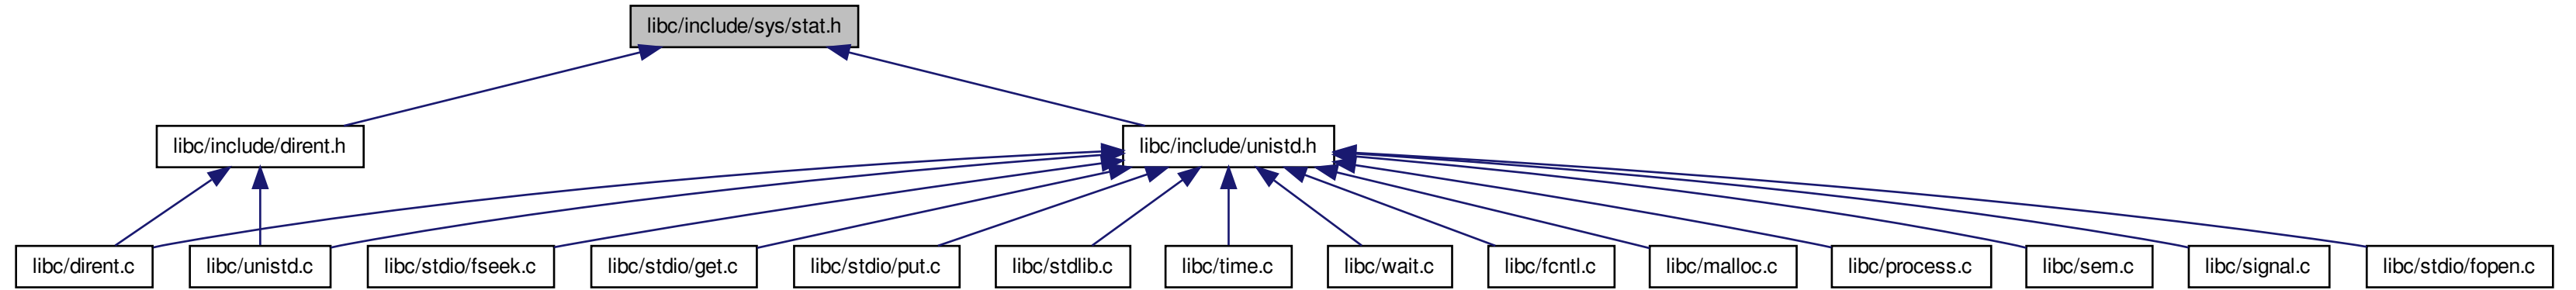 libc/include/sys/stat.h
libc/include/dirent.h
libc/include/unistd.h
libc/dirent.c
libc/unistd.c
libc/stdio/fseek.c
libc/stdio/get.c
libc/stdio/put.c
libc/stdlib.c
libc/time.c
libc/wait.c
libc/fcntl.c
libc/malloc.c
libc/process.c
libc/sem.c
libc/signal.c
libc/stdio/fopen.c